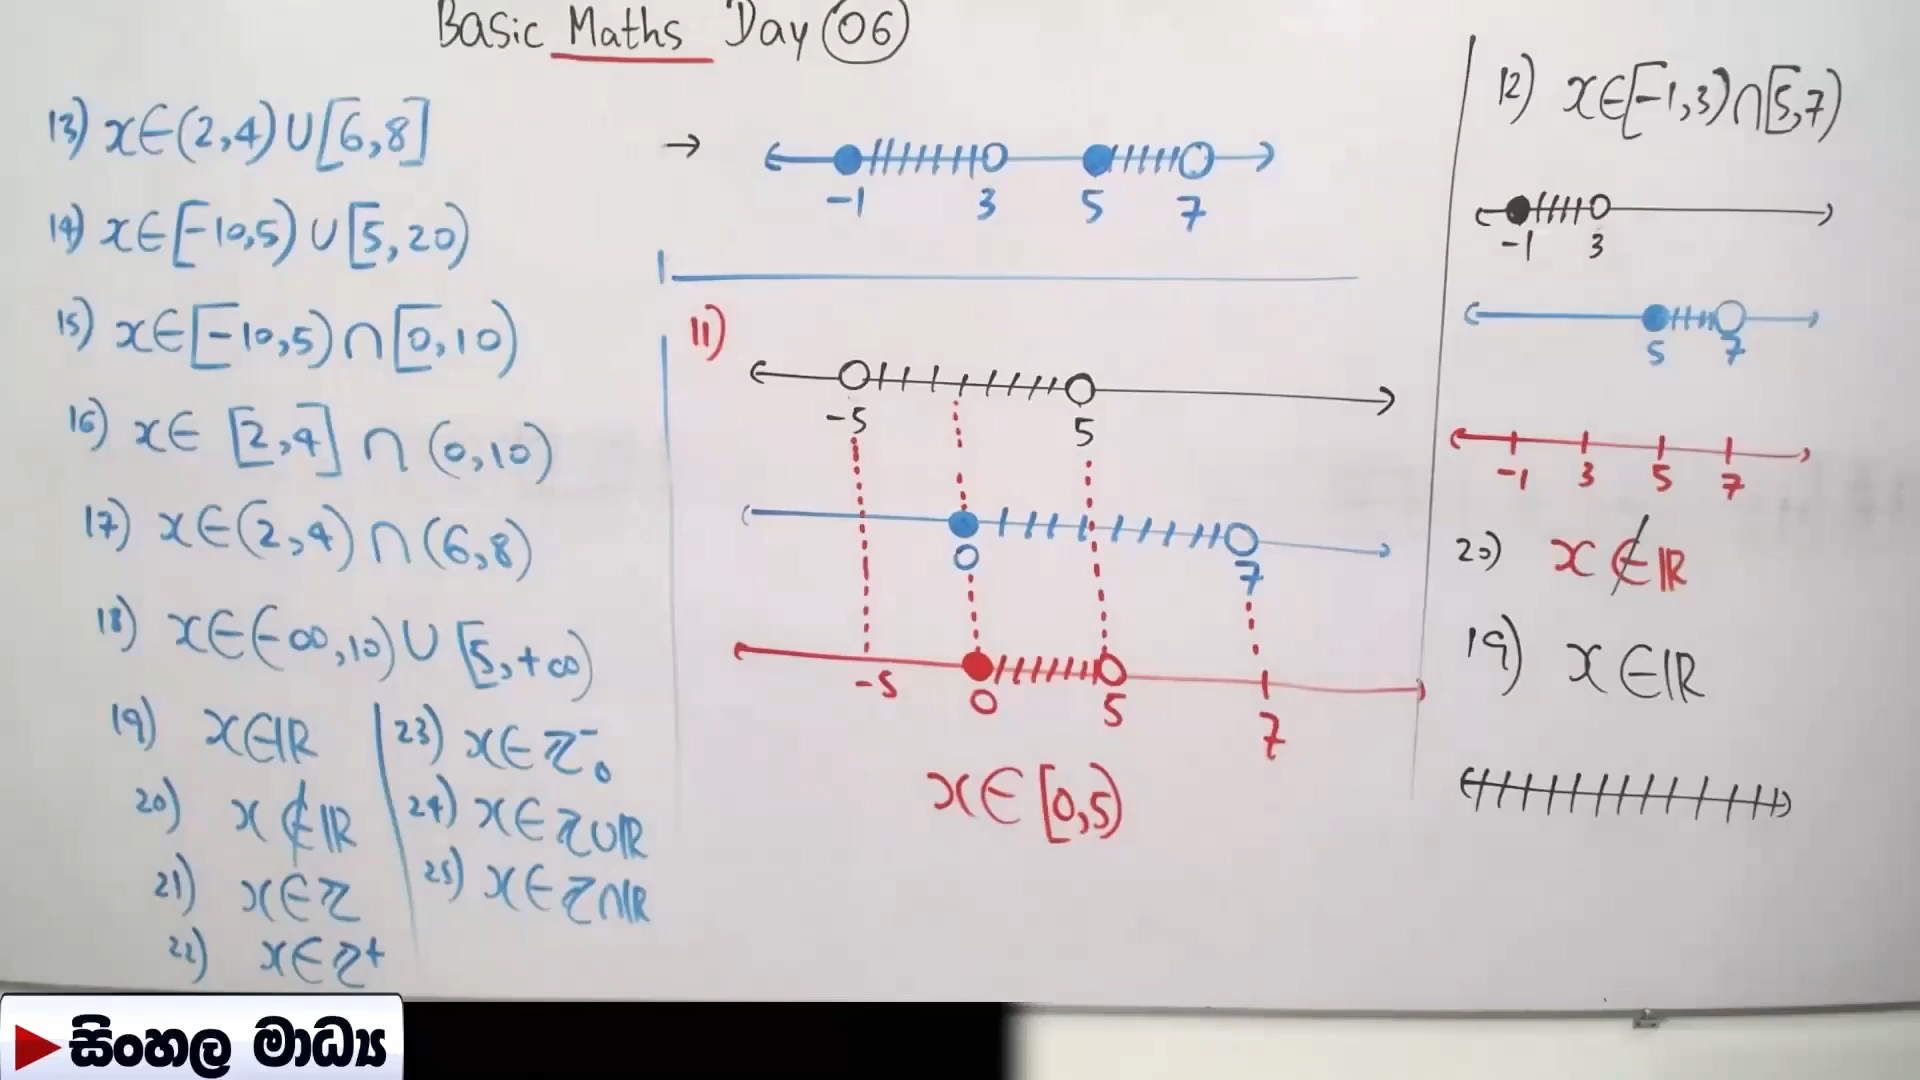 Basic Maths Day 06
13) x∈(2,4)∪[6,8]
14) x∈[-10,5)∪[5,20)
15) x∈[-10,5)∩[0,10)
16) x∈ [2,4] ∩ (0,10)
17) x∈(2,4)∩(6,8)
18) x∈(-∞,10)∪ [5,+∞)
19) x∈ℝ
20) x∉ℝ
21) x∈ℤ
22) x∈ℤ+
23) x∈ℤ⁻₀
24) x∈ℤ∪ℝ
25) x∈ℤ∩ℝ
→
-1 3 5 7
11)
-5 5
0 7
-5 0 5 7
x∈[0,5)
12) x∈[-1,3)∩[5,7)
-1 3
5 7
-1 3 5 7
20) x∉ℝ
19) x∈ℝ
සිංහල මාධ්‍ය